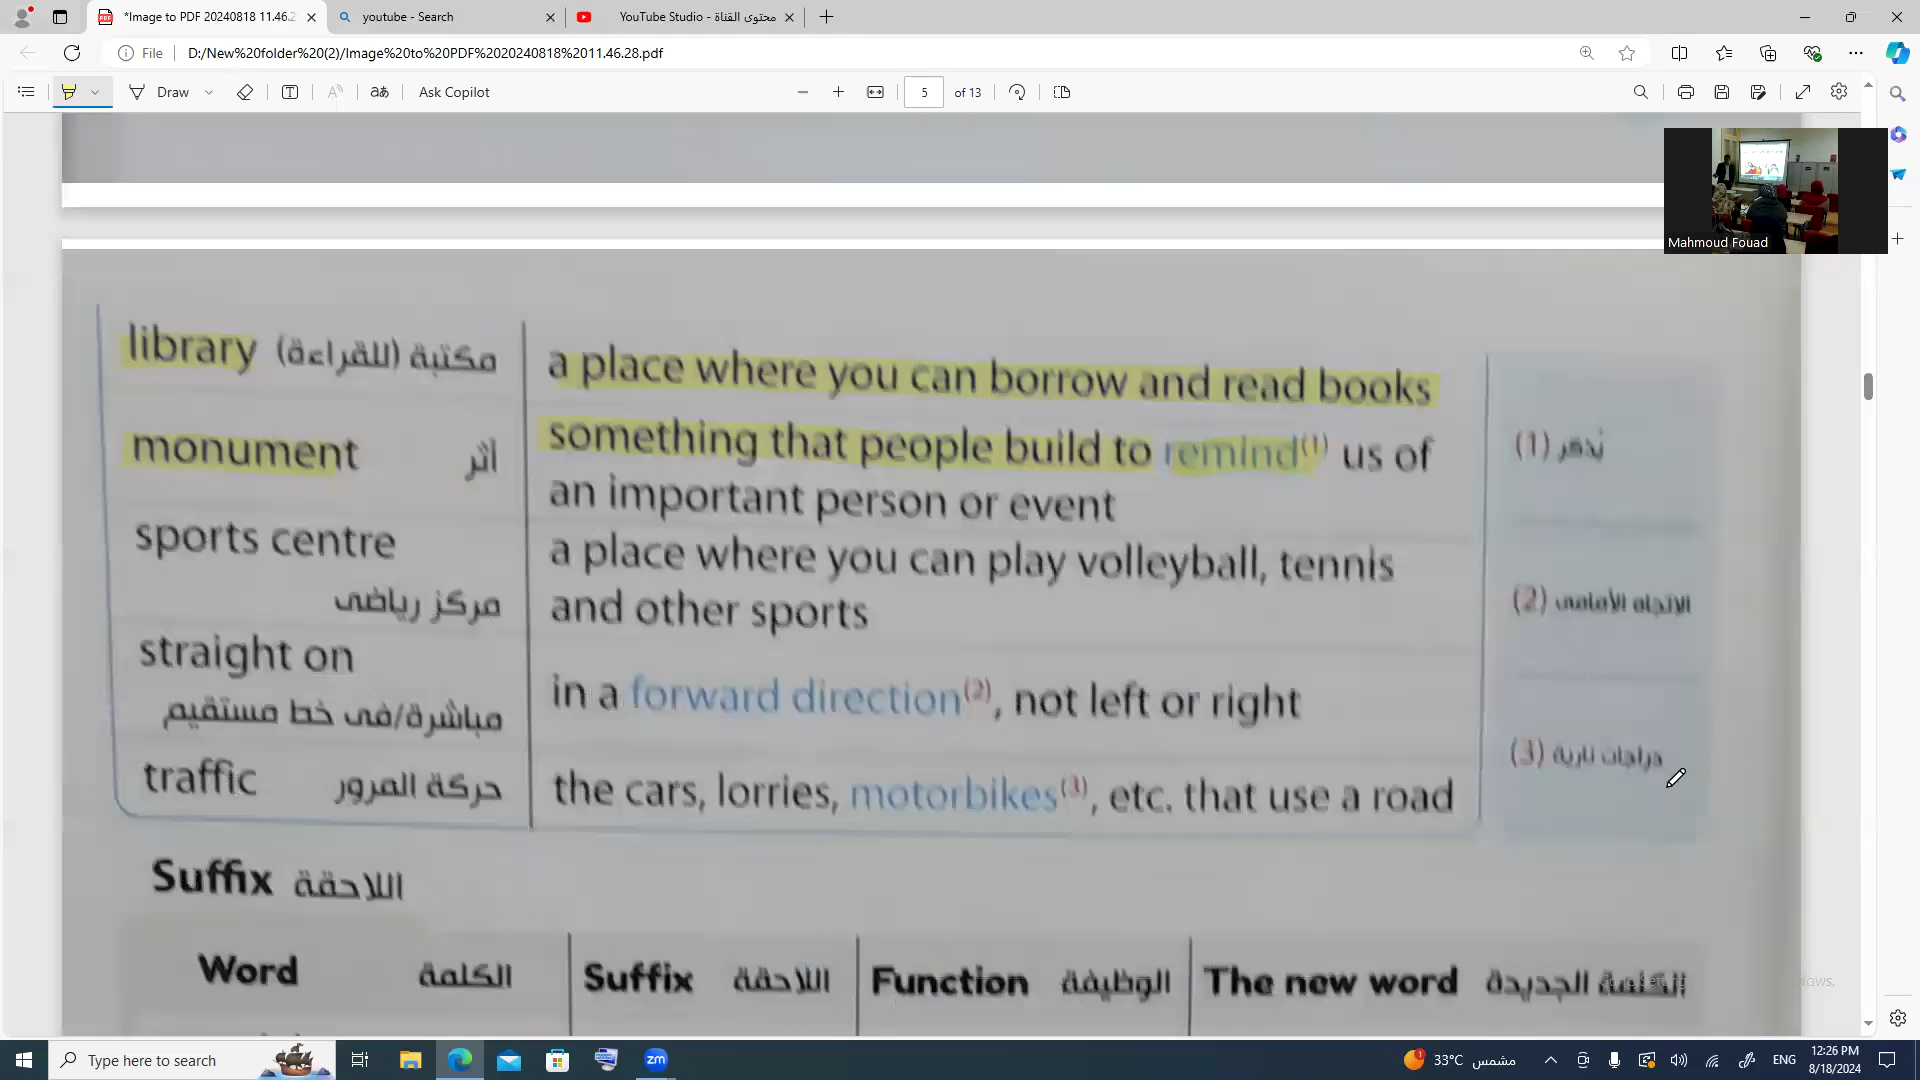 *Image to PDF 20240818 11.46.2
youtube - Search
YouTube Studio - محتوى القناة
File
D:/New%20folder%20(2)/Image%20to%20PDF%2020240818%2011.46.28.pdf
Draw
Ask Copilot
5 of 13
Mahmoud Fouad
library مكتبة (للقراءة)
a place where you can borrow and read books
monument أثر
something that people build to remind(1) us of
an important person or event
(1) يُذكر
sports centre
مركز رياضى
a place where you can play volleyball, tennis
and other sports
(2) الاتجاه الأمامى
straight on
مباشرة/فى خط مستقيم
in a forward direction(2), not left or right
traffic حركة المرور
the cars, lorries, motorbikes(3), etc. that use a road
(3) دراجات نارية
Suffix اللاحقة
Word الكلمة
Suffix اللاحقة
Function الوظيفة
The new word الكلمة الجديدة
Type here to search
33°C مشمس
ENG
12:26 PM
8/18/2024